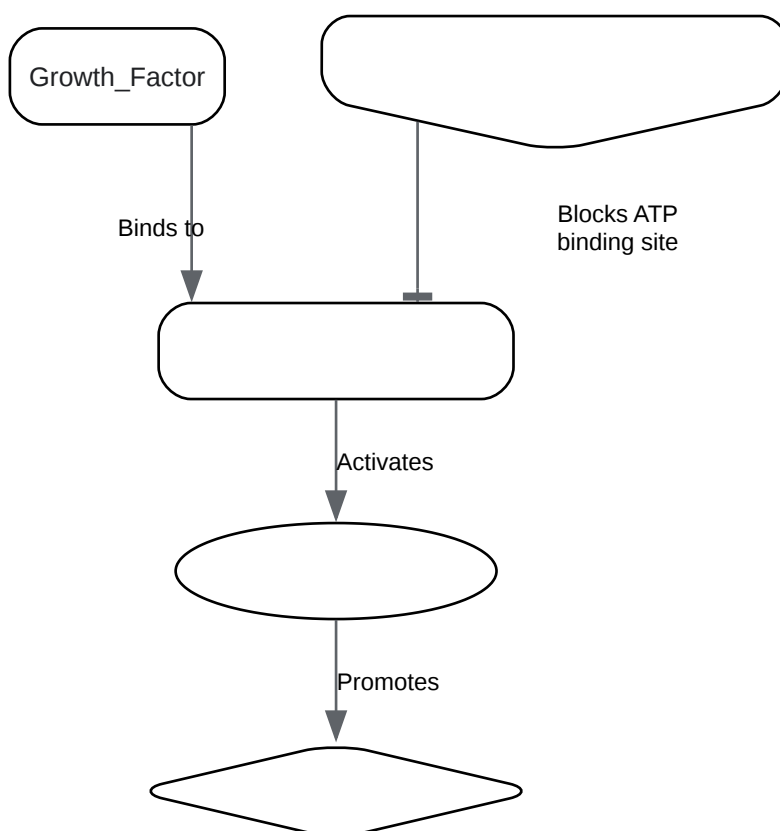 Growth_Factor
Binds to
Blocks ATP
binding site
Activates
Promotes